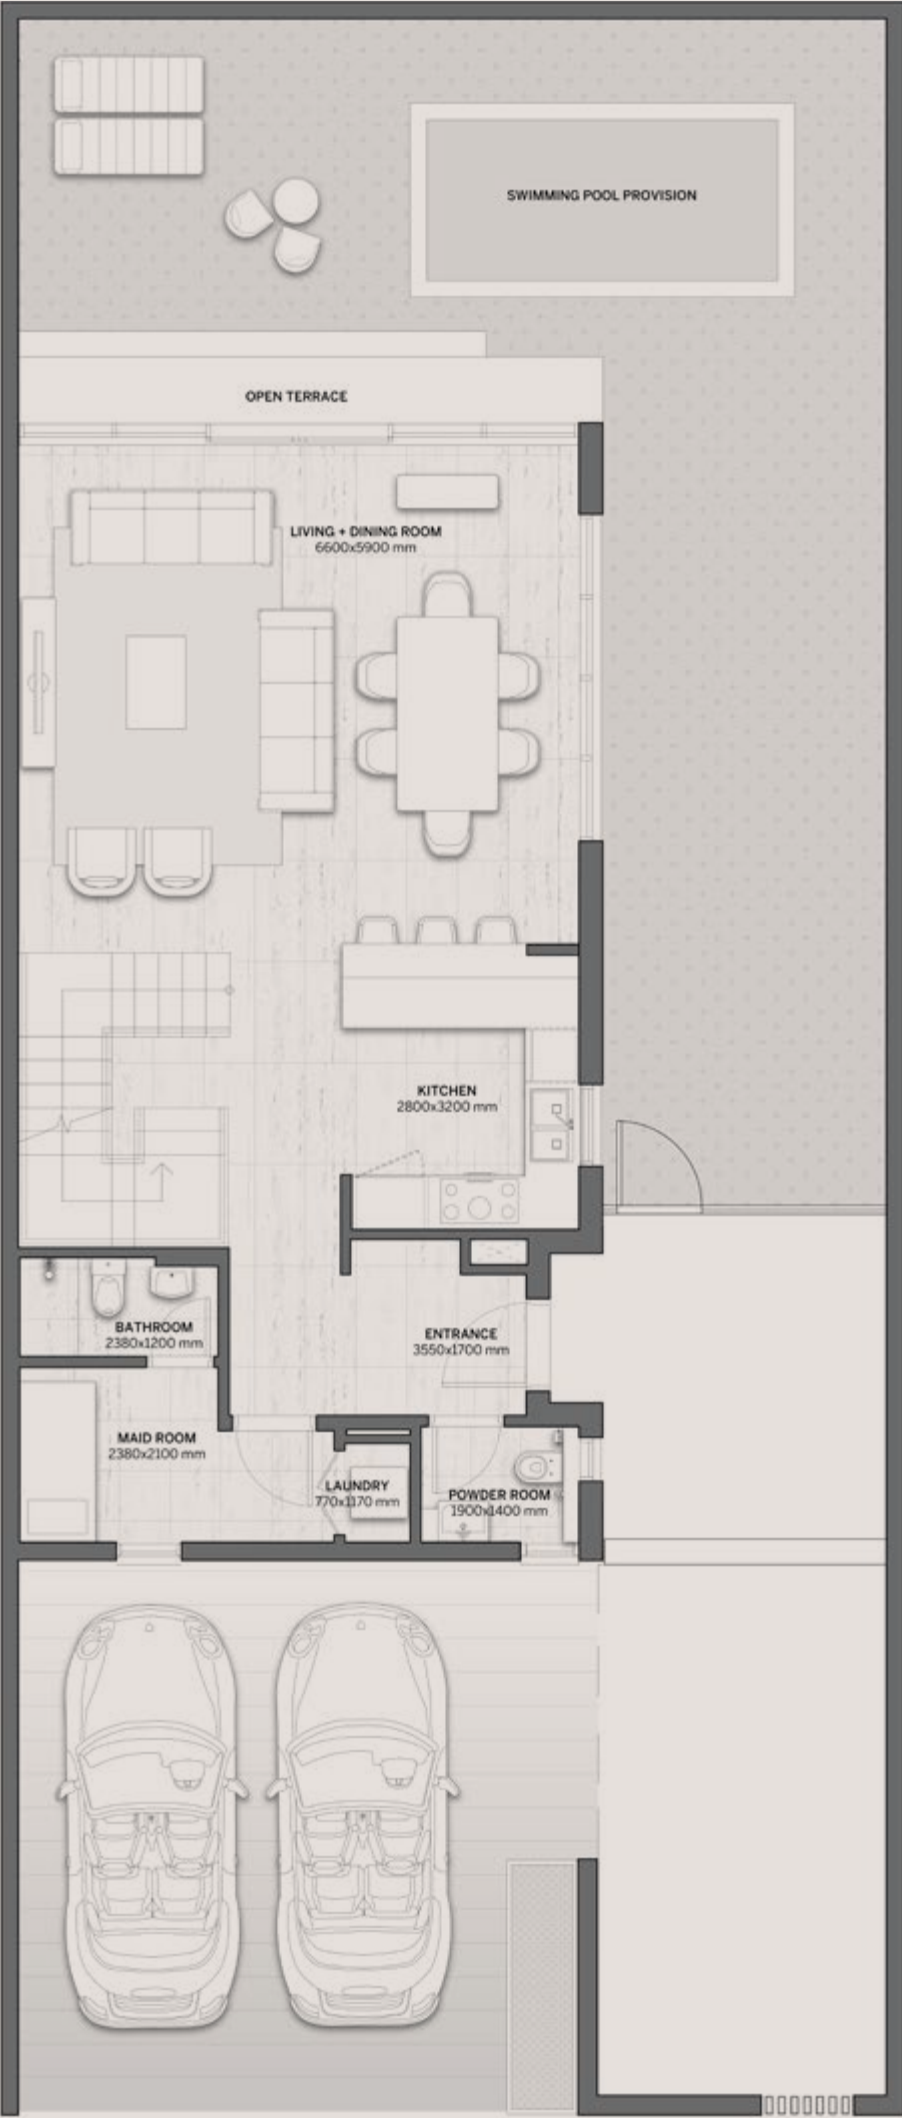 SWIMMING POOL PROVISION
OPEN TERRACE
LIVING + DINING ROOM
6600x5900 mm
KITCHEN
2800x3200 mm
BATHROOM
2380x1200 mm
ENTRANCE
3550x1700 mm
MAID ROOM
2380x2100 mm
LAUNDRY
770x1170 mm
POWDER ROOM
1900x1400 mm